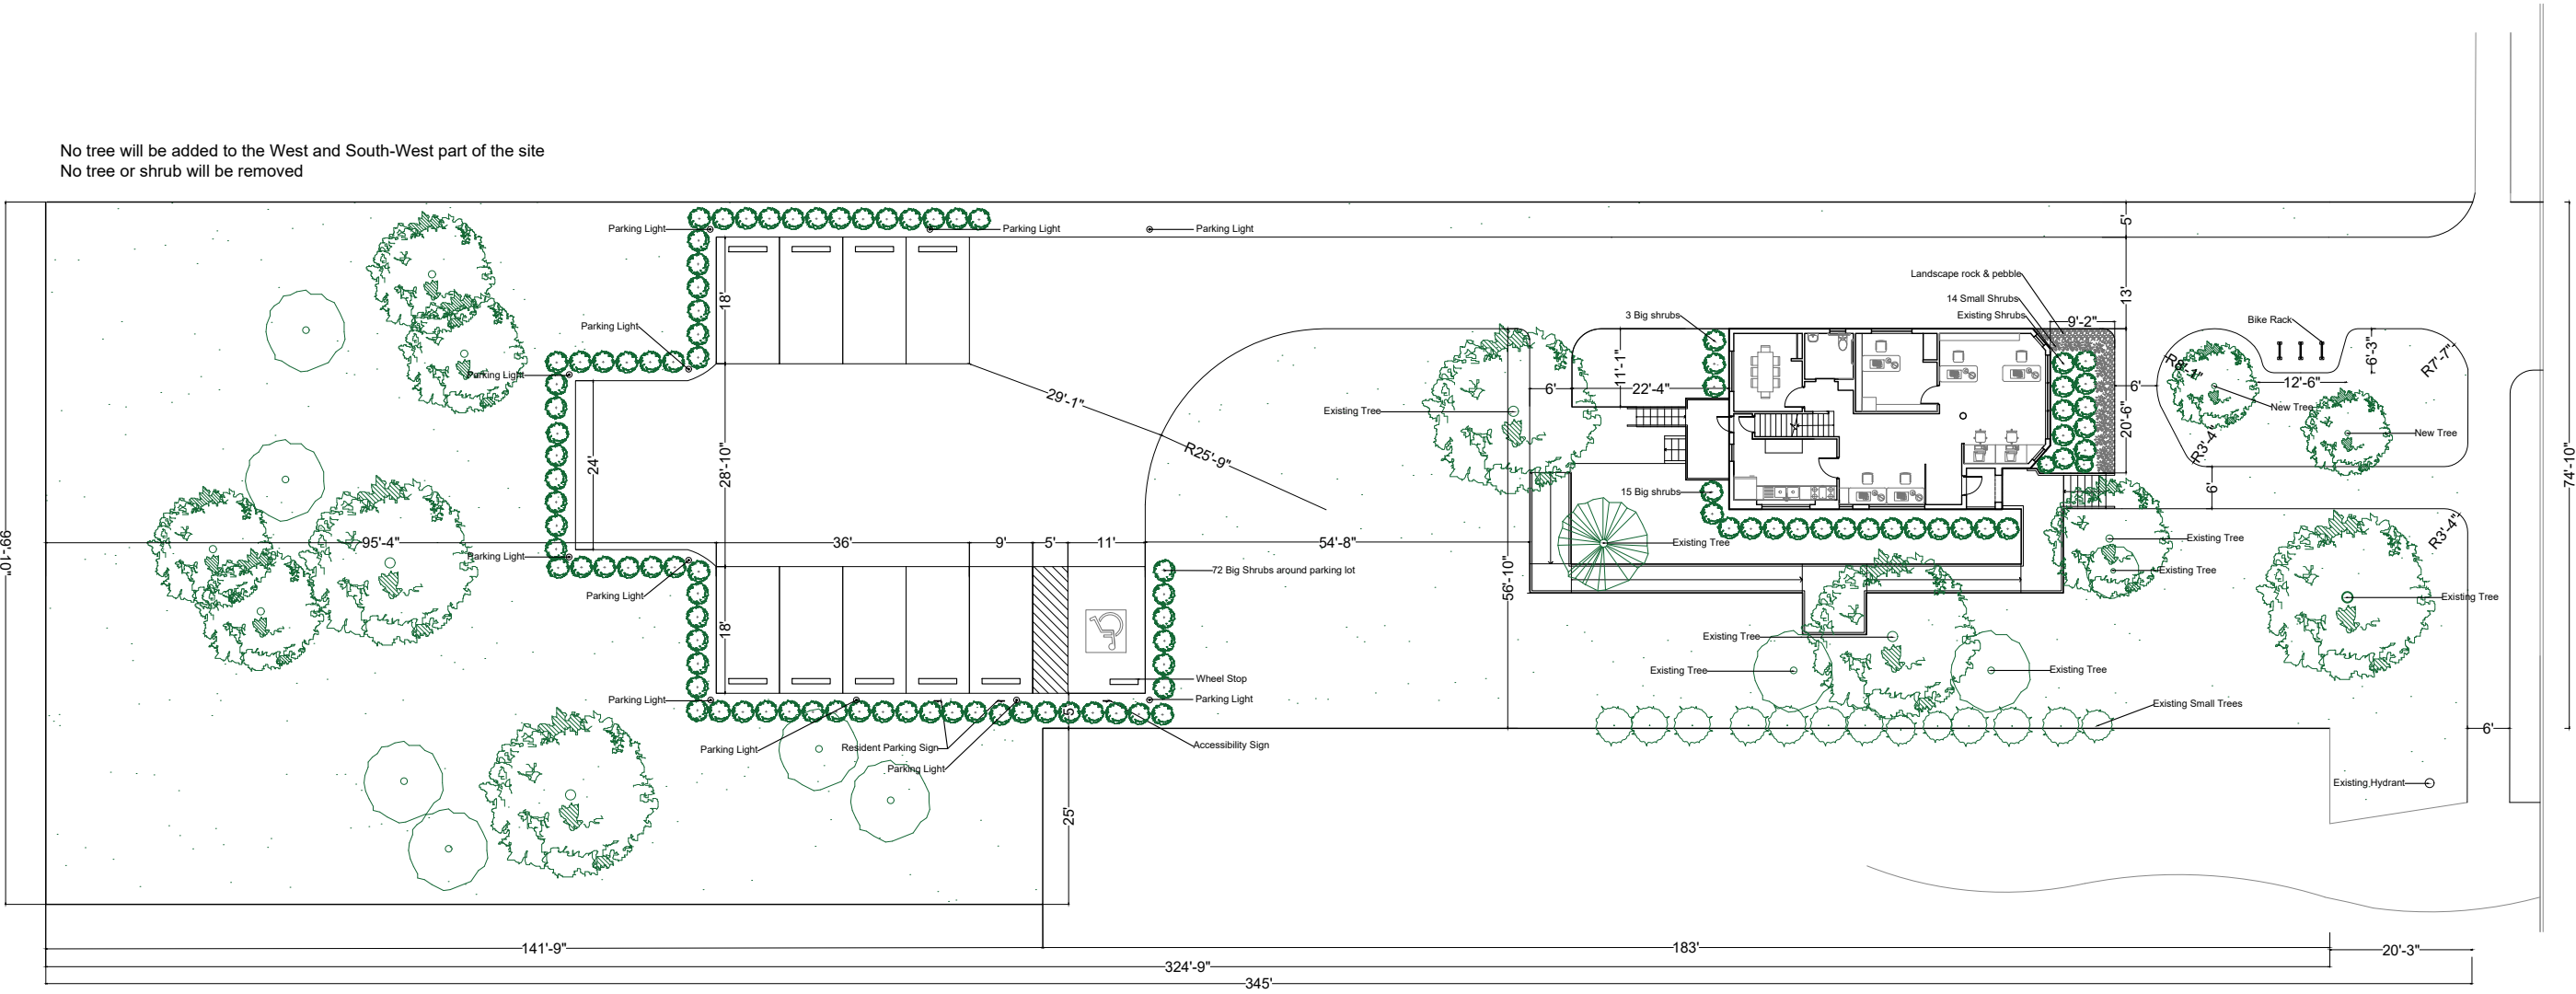 No tree will be added to the West and South-West part of the site
No tree or shrub will be removed
Parking Light
Parking Light
Parking Light
5'
Landscape rock & pebble
14 Small Shrubs
Existing Shrubs
3 Big shrubs
13'
9'-2"
Bike Rack
18'
Parking Light
Parking Light
11'-1"
6'
22'-4"
6'
R8'-1"
6'-3"
R7'-7"
12'-6"
New Tree
New Tree
29'-1"
Existing Tree
20'-6"
R3'-4"
24'
28'-10"
R25'-9"
74'-10"
15 Big shrubs
6'
95'-4"
36'
9'
5'
11'
54'-8"
Existing Tree
Existing Tree
R3'-4"
99'-10"
Parking Light
72 Big Shrubs around parking lot
Existing Tree
56'-10"
Parking Light
Existing Tree
18'
Existing Tree
Existing Tree
Existing Tree
Wheel Stop
Parking Light
Parking Light
5'
Existing Small Trees
6'
Parking Light
Resident Parking Sign
Accessibility Sign
Parking Light
Existing Hydrant
25'
141'-9"
183'
20'-3"
324'-9"
345'